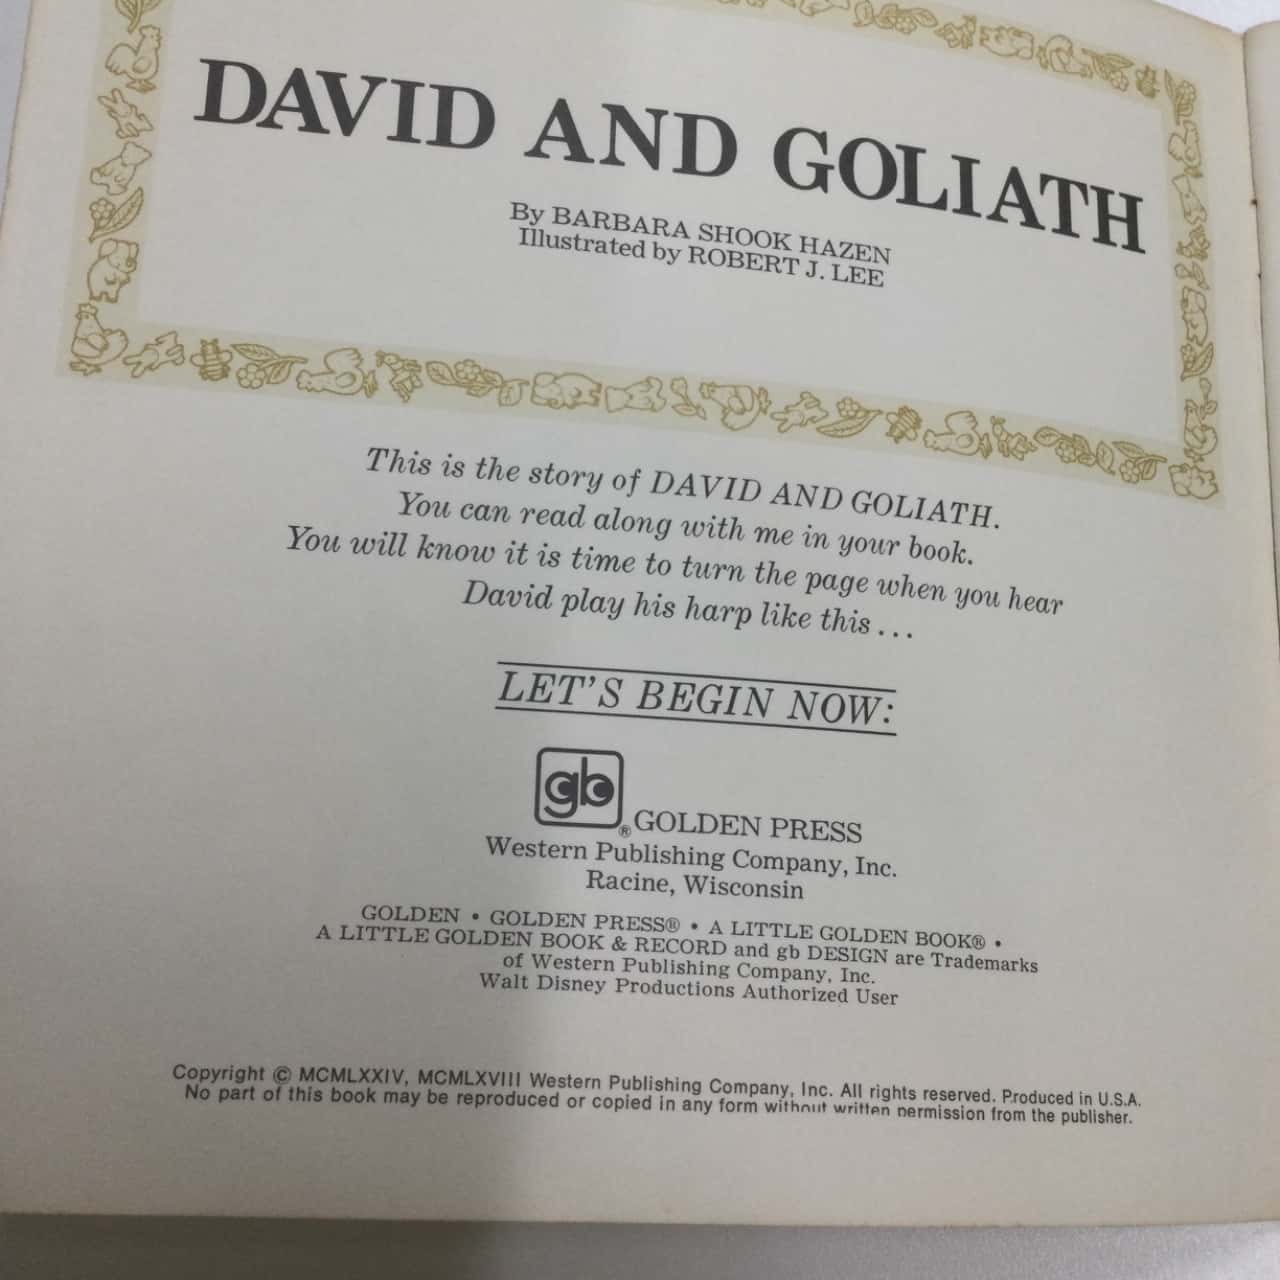 DAVID AND GOLIATH
By BARBARA SHOOK HAZEN
Illustrated by ROBERT J. LEE
This is the story of DAVID AND GOLIATH.
You can read along with me in your book.
You will know it is time to turn the page when you hear
David play his harp like this . . .
LET'S BEGIN NOW:
gb
® GOLDEN PRESS
Western Publishing Company, Inc.
Racine, Wisconsin
GOLDEN • GOLDEN PRESS® • A LITTLE GOLDEN BOOK® •
A LITTLE GOLDEN BOOK & RECORD and gb DESIGN are Trademarks
of Western Publishing Company, Inc.
Walt Disney Productions Authorized User
Copyright © MCMLXXIV, MCMLXVIII Western Publishing Company, Inc. All rights reserved. Produced in U.S.A.
No part of this book may be reproduced or copied in any form without written permission from the publisher.